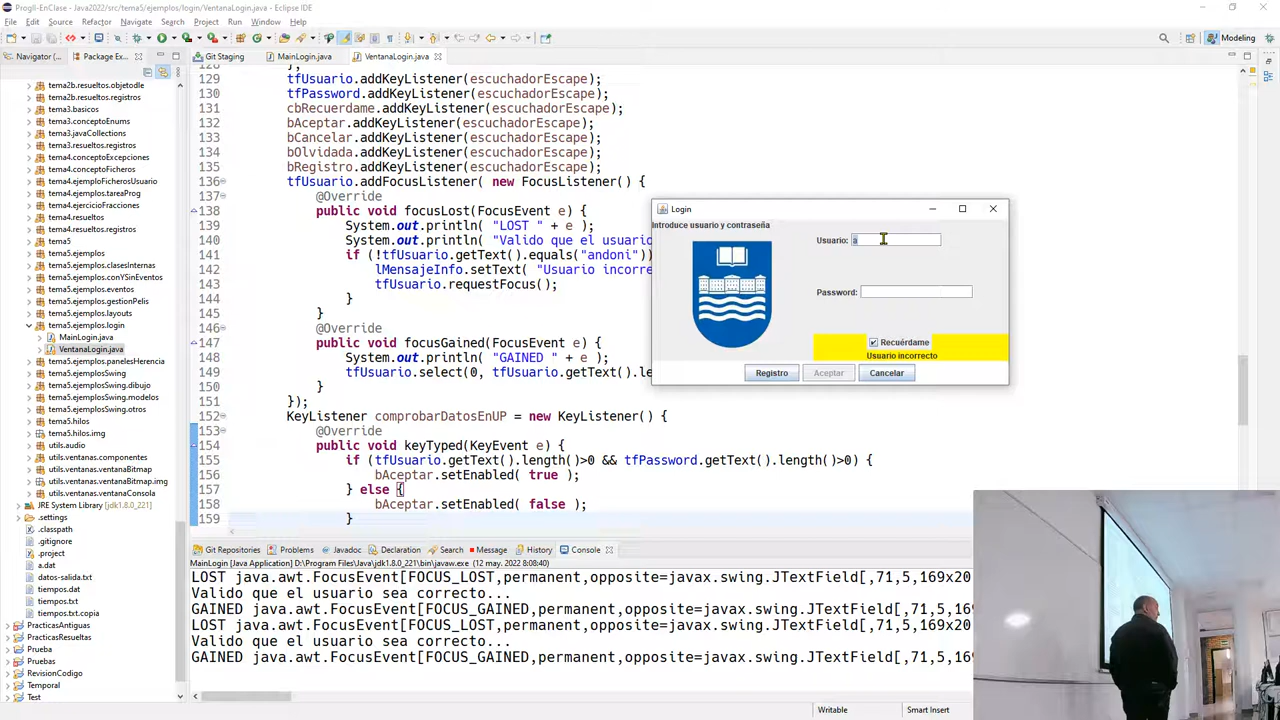 ProgII-EnClase - Java2022/src/tema5/ejemplos/login/VentanaLogin.java - Eclipse IDE
File Edit Source Refactor Navigate Search Project Run Window Help
Modeling
Navigator (...
Package Ex...
Git Staging
MainLogin.java
VentanaLogin.java
tema2b.resueltos.objetodle
tema2b.resueltos.registros
tema3.basicos
tema3.conceptoEnums
tema3.javaCollections
tema3.resueltos.registros
tema4.conceptoExcepciones
tema4.conceptoFicheros
tema4.ejemploFicherosUsuario
tema4.ejemplos.tareaProg
tema4.ejercicioFracciones
tema4.resueltos
tema5
tema5.ejemplos
tema5.ejemplos.clasesInternas
tema5.ejemplos.conYSinEventos
tema5.ejemplos.eventos
tema5.ejemplos.gestionPelis
tema5.ejemplos.layouts
tema5.ejemplos.login
MainLogin.java
VentanaLogin.java
tema5.ejemplos.panelesHerencia
tema5.ejemplosSwing
tema5.ejemplosSwing.dibujo
tema5.ejemplosSwing.modelos
tema5.ejemplosSwing.otros
tema5.hilos
tema5.hilos.img
utils.audio
utils.ventanas.componentes
utils.ventanas.ventanaBitmap
utils.ventanas.ventanaBitmap.img
utils.ventanas.ventanaConsola
JRE System Library [jdk1.8.0_221]
.settings
.classpath
.gitignore
.project
a.dat
datos-salida.txt
tiempos.dat
tiempos.txt
tiempos.txt.copia
PracticasAntiguas
PracticasResueltas
Prueba
Pruebas
RevisionCodigo
Temporal
Test
128 };
129 tfUsuario.addKeyListener(escuchadorEscape);
130 tfPassword.addKeyListener(escuchadorEscape);
131 cbRecuerdame.addKeyListener(escuchadorEscape);
132 bAceptar.addKeyListener(escuchadorEscape);
133 bCancelar.addKeyListener(escuchadorEscape);
134 bOlvidada.addKeyListener(escuchadorEscape);
135 bRegistro.addKeyListener(escuchadorEscape);
136 tfUsuario.addFocusListener( new FocusListener() {
137 @Override
138 public void focusLost(FocusEvent e) {
139 System.out.println( "LOST " + e );
140 System.out.println( "Valido que el usuario
141 if (!tfUsuario.getText().equals("andoni"))
142 lMensajeInfo.setText( "Usuario incorre
143 tfUsuario.requestFocus();
144 }
145 }
146 @Override
147 public void focusGained(FocusEvent e) {
148 System.out.println( "GAINED " + e );
149 tfUsuario.select(0, tfUsuario.getText().le
150 }
151 });
152 KeyListener comprobarDatosEnUP = new KeyListener() {
153 @Override
154 public void keyTyped(KeyEvent e) {
155 if (tfUsuario.getText().length()>0 && tfPassword.getText().length()>0) {
156 bAceptar.setEnabled( true );
157 } else {
158 bAceptar.setEnabled( false );
159 }
Login
Introduce usuario y contraseña
Usuario: a
Password:
Recuérdame
Usuario incorrecto
Registro Aceptar Cancelar
Git Repositories Problems Javadoc Declaration Search Message History Console
MainLogin [Java Application] D:\Program Files\Java\jdk1.8.0_221\bin\javaw.exe (12 may. 2022 8:08:40)
LOST java.awt.FocusEvent[FOCUS_LOST,permanent,opposite=javax.swing.JTextField[,71,5,169x20
Valido que el usuario sea correcto...
GAINED java.awt.FocusEvent[FOCUS_GAINED,permanent,opposite=javax.swing.JTextField[,71,5,169
LOST java.awt.FocusEvent[FOCUS_LOST,permanent,opposite=javax.swing.JTextField[,71,5,169x20
Valido que el usuario sea correcto...
GAINED java.awt.FocusEvent[FOCUS_GAINED,permanent,opposite=javax.swing.JTextField[,71,5,169
Writable
Smart Insert